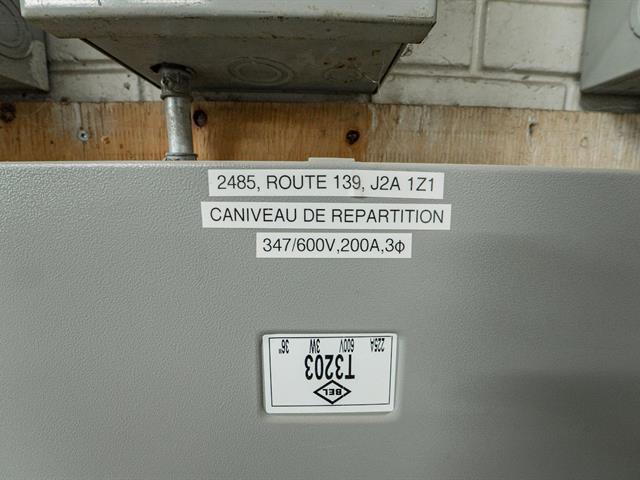 2485, ROUTE 139, J2A 1Z1
CANIVEAU DE REPARTITION
347/600V,200A,3ϕ
BEL
T3203
225A 600V 3W 36"